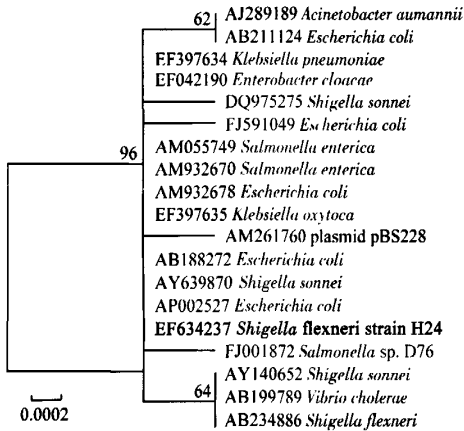 62
AJ289189 Acinetobacter aumannii
AB211124 Escherichia coli
EF397634 Klebsiella pneumoniae
EF042190 Enterobacter cloacae
DQ975275 Shigella sonnei
FJ591049 Escherichia coli
96
AM055749 Salmonella enterica
AM932670 Salmonella enterica
AM932678 Escherichia coli
EF397635 Klebsiella oxytoca
AM261760 plasmid pBS228
AB188272 Escherichia coli
AY639870 Shigella sonnei
AP002527 Escherichia coli
EF634237 Shigella flexneri strain H24
FJ001872 Salmonella sp. D76
AY140652 Shigella sonnei
64
AB199789 Vibrio cholerae
AB234886 Shigella flexneri
0.0002